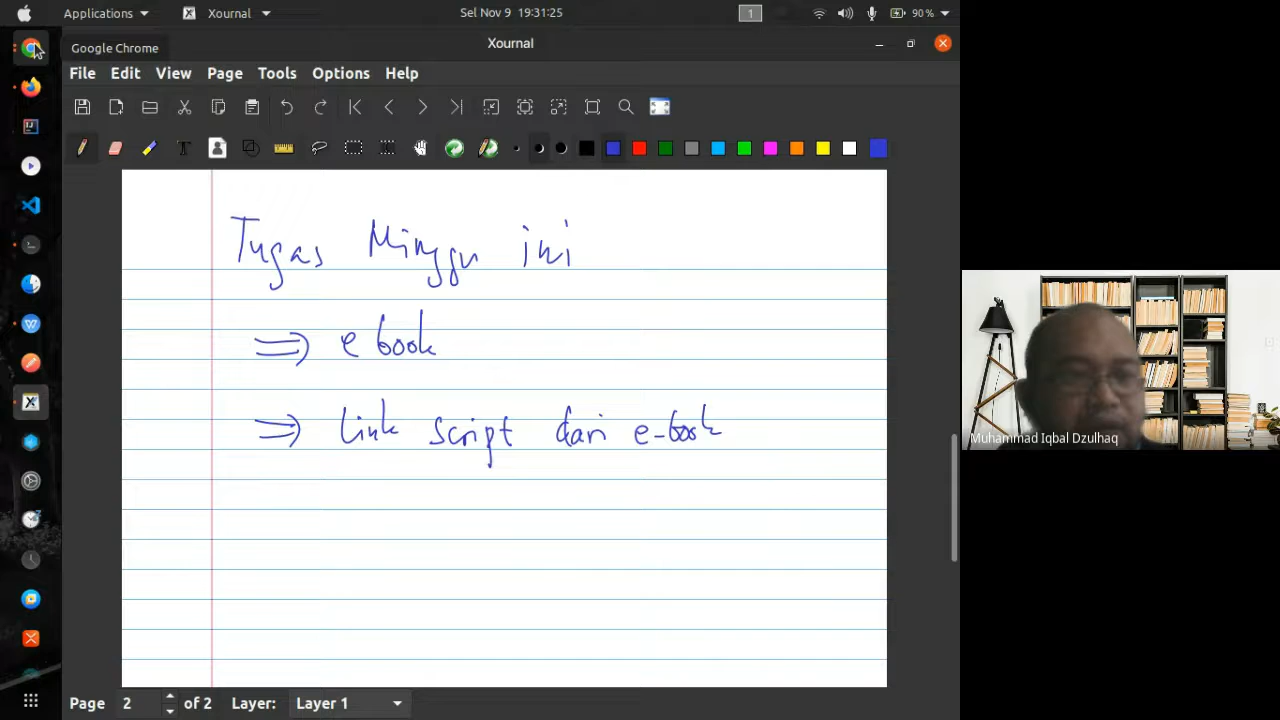 Applications
Xournal
Sel Nov 9 19:31:25
1
90 %
Google Chrome
Xournal
File Edit View Page Tools Options Help
Tugas Minggu ini
⇒ e book
⇒ link script dari e-book
Muhammad Iqbal Dzulhaq
Page 2 of 2 Layer: Layer 1